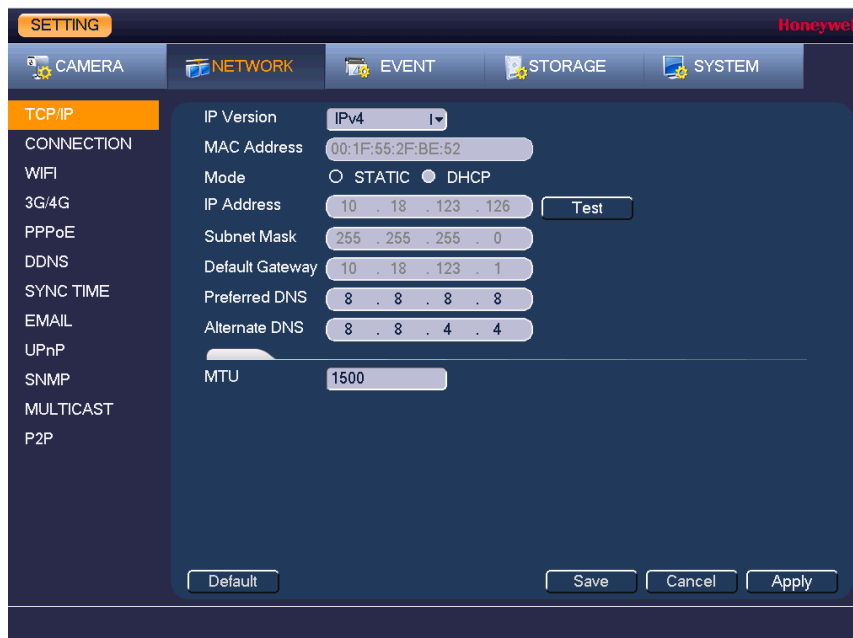 SETTING
Honeywel
CAMERA NETWORK EVENT STORAGE SYSTEM
TCP/IP
CONNECTION
WIFI
3G/4G
PPPoE
DDNS
SYNC TIME
EMAIL
UPnP
SNMP
MULTICAST
P2P
IP Version IPv4
MAC Address 00:1F:55:2F:BE:52
Mode STATIC DHCP
IP Address 10 . 18 . 123 . 126 Test
Subnet Mask 255 . 255 . 255 . 0
Default Gateway 10 . 18 . 123 . 1
Preferred DNS 8 . 8 . 8 . 8
Alternate DNS 8 . 8 . 4 . 4
MTU 1500
Default Save Cancel Apply